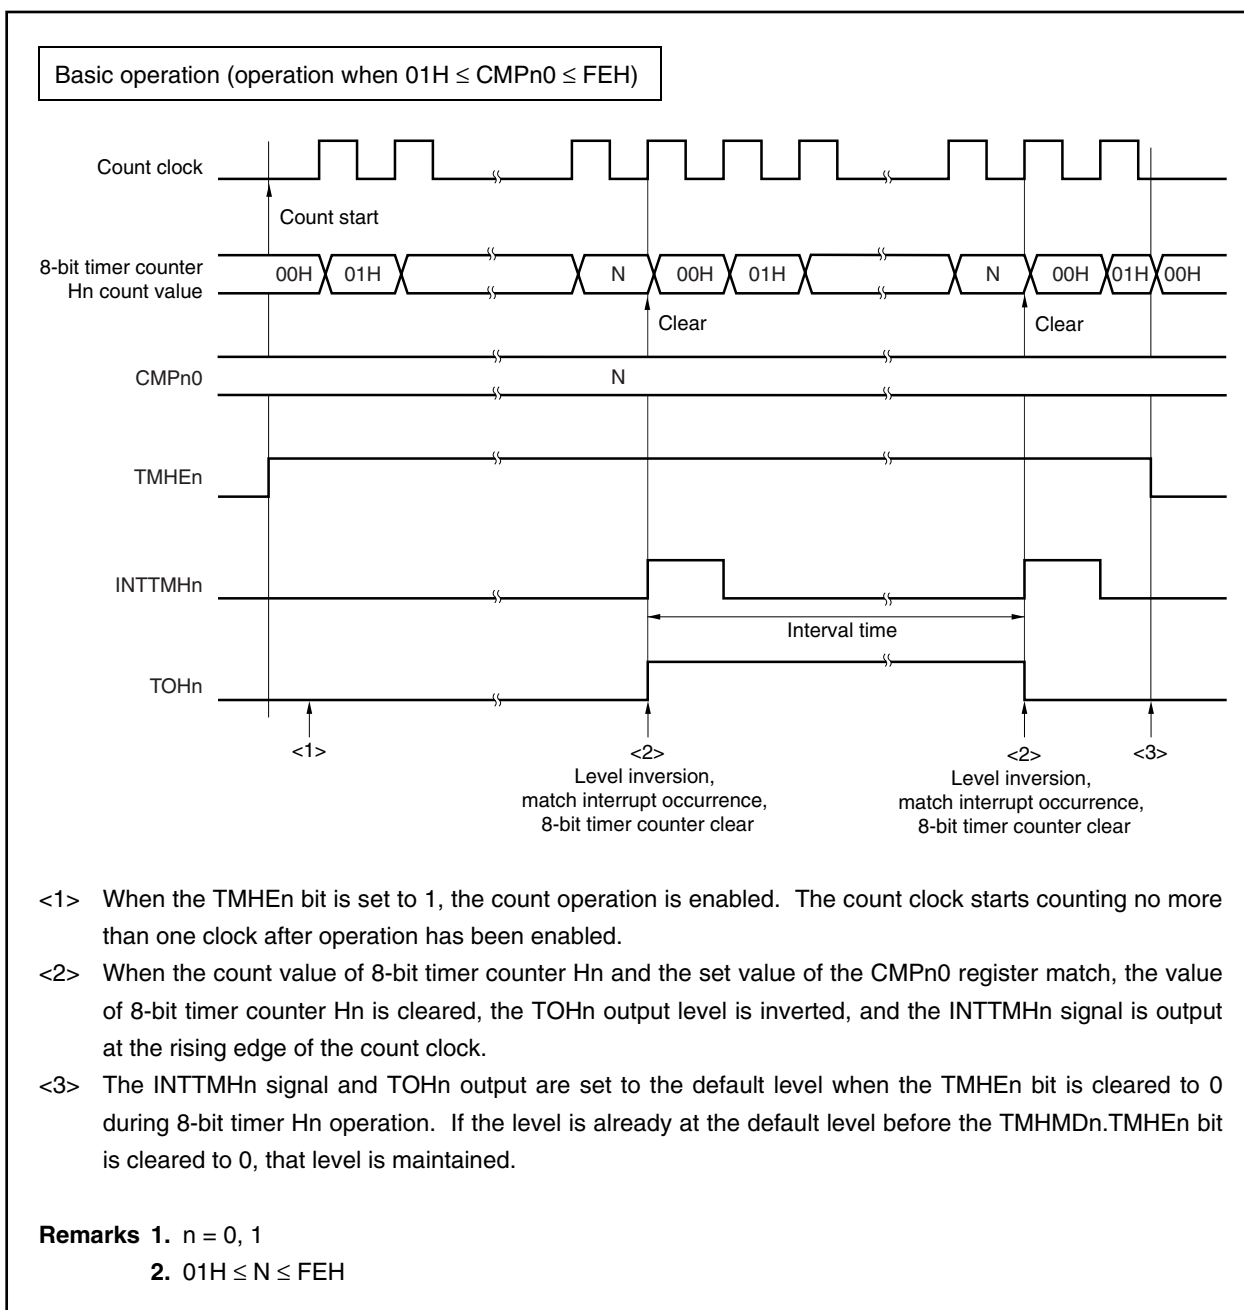 Basic operation (operation when 01H ≤ CMPn0 ≤ FEH)
Count clock
Count start
8-bit timer counter
Hn count value
00H 01H N 00H 01H N 00H 01H 00H
Clear Clear
CMPn0 N
TMHEn
INTTMHn
Interval time
TOHn
<1> <2> <2> <3>
Level inversion,
match interrupt occurrence,
8-bit timer counter clear
Level inversion,
match interrupt occurrence,
8-bit timer counter clear
<1> When the TMHEn bit is set to 1, the count operation is enabled. The count clock starts counting no more
than one clock after operation has been enabled.
<2> When the count value of 8-bit timer counter Hn and the set value of the CMPn0 register match, the value
of 8-bit timer counter Hn is cleared, the TOHn output level is inverted, and the INTTMHn signal is output
at the rising edge of the count clock.
<3> The INTTMHn signal and TOHn output are set to the default level when the TMHEn bit is cleared to 0
during 8-bit timer Hn operation. If the level is already at the default level before the TMHMDn.TMHEn bit
is cleared to 0, that level is maintained.
Remarks 1. n = 0, 1
2. 01H ≤ N ≤ FEH